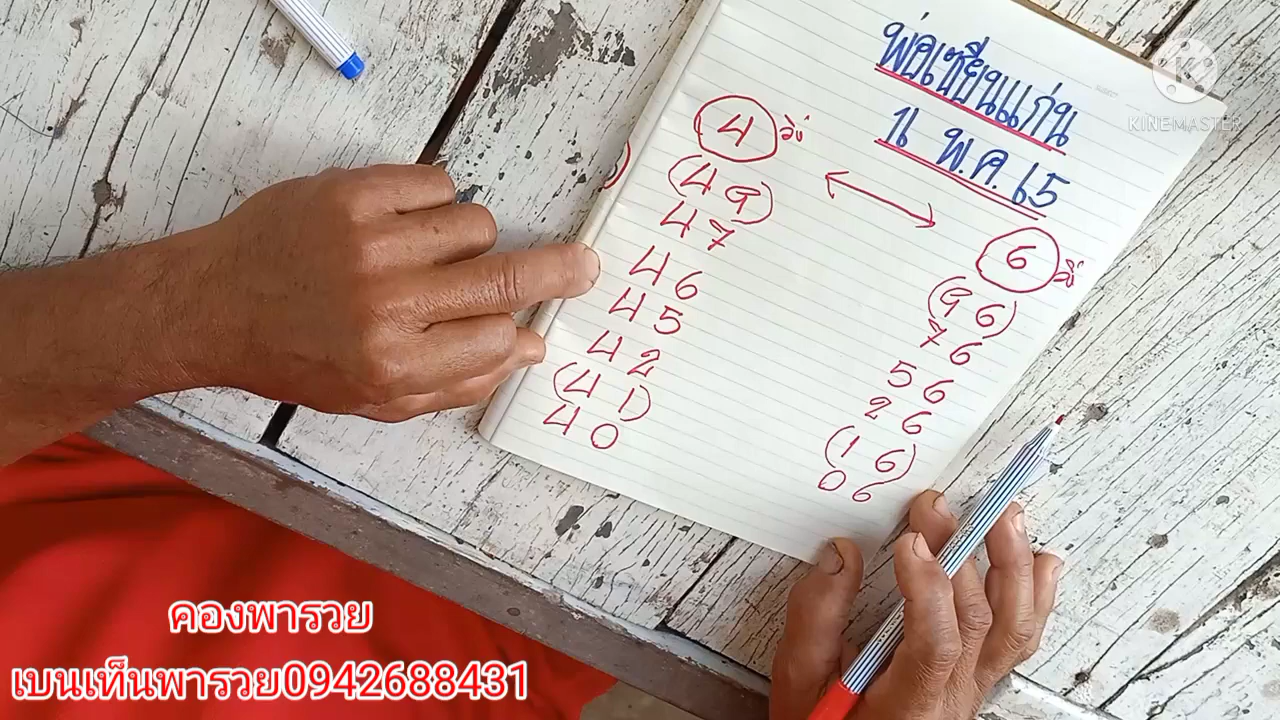 พ่อเซียนแก่น
1 พ.ค. 65
KINEMASTER
4 วิ่ง
(49)
47
46
45
42
(41)
40
6 วิ่ง
(96)
76
56
26
(16)
06
คองพารวย
เบนเท็นพารวย0942688431